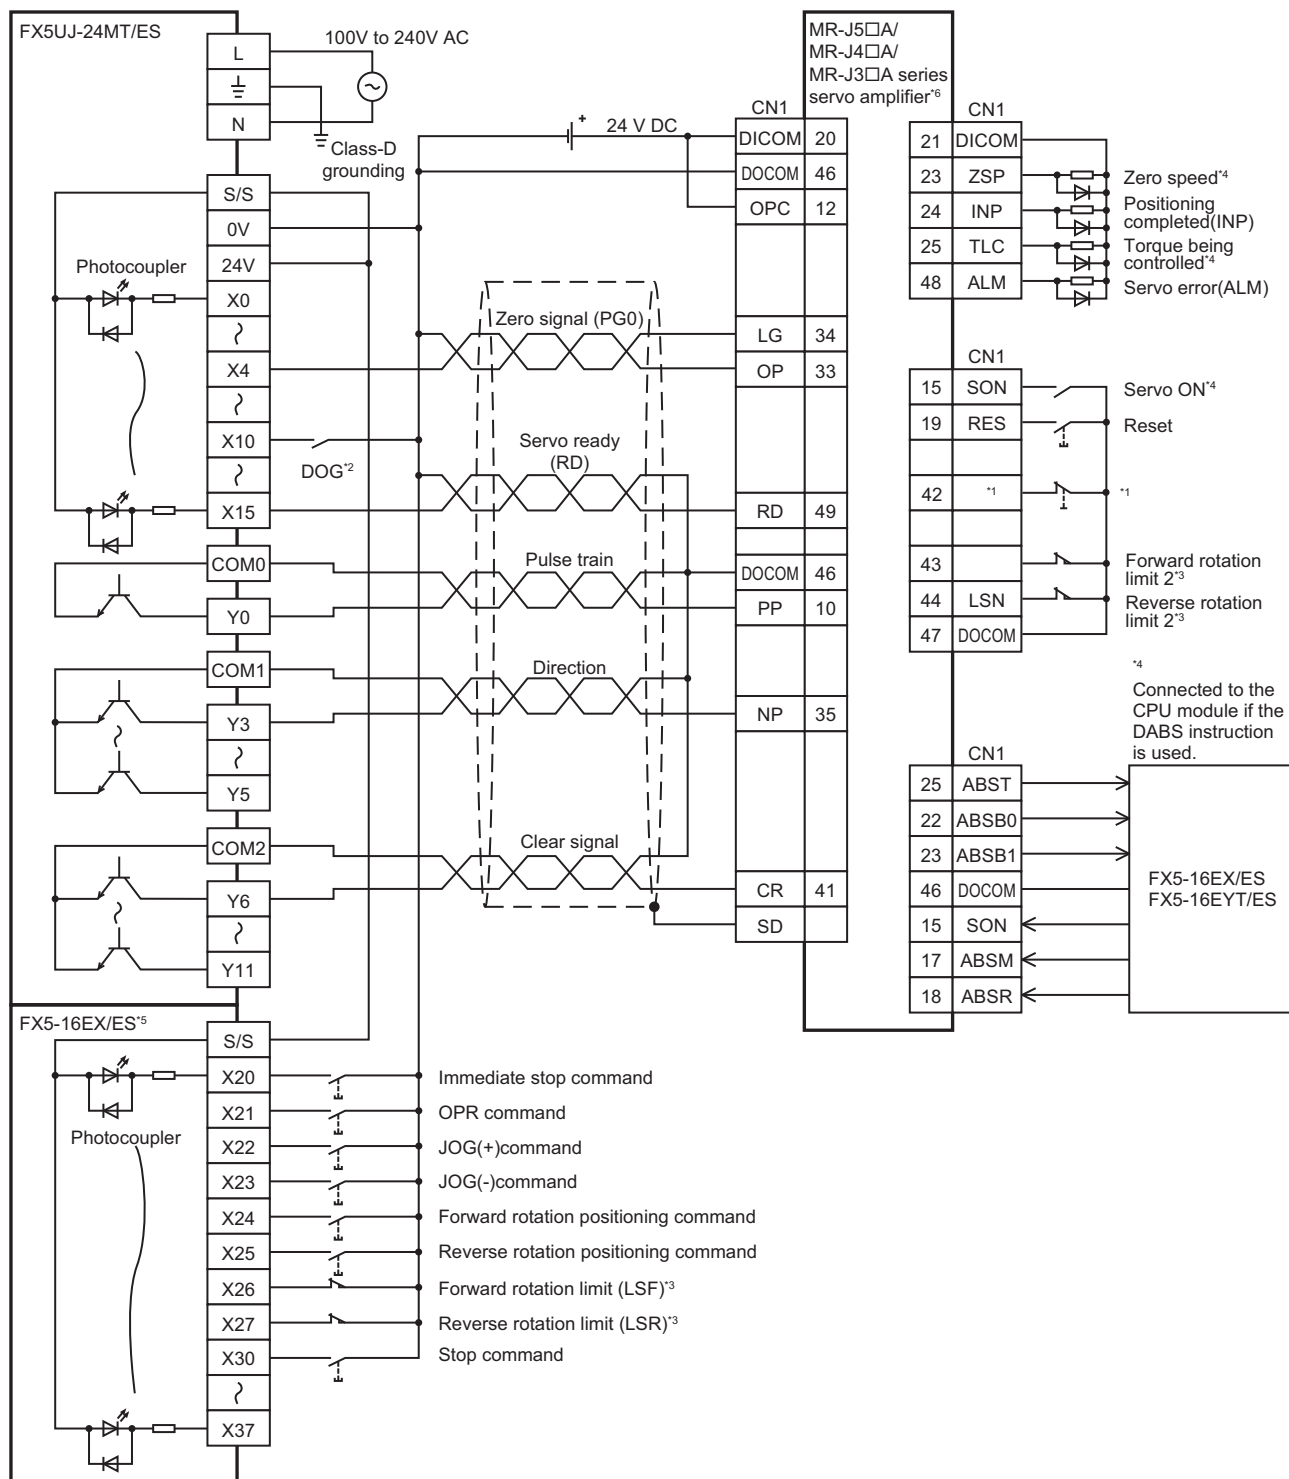 FX5UJ-24MT/ES
L
N
100V to 240V AC
Class-D
grounding
S/S
0V
24V
X0
X4
X10
X15
COM0
Y0
COM1
Y3
Y5
COM2
Y6
Y11
Photocoupler
DOG*2
24 V DC
+
Zero signal (PG0)
Servo ready
(RD)
Pulse train
Direction
Clear signal
MR-J5□A/
MR-J4□A/
MR-J3□A series
servo amplifier*6
CN1
DICOM 20
DOCOM 46
OPC 12
LG 34
OP 33
RD 49
DOCOM 46
PP 10
NP 35
CR 41
SD
CN1
21 DICOM
23 ZSP Zero speed*4
24 INP Positioning
completed(INP)
25 TLC Torque being
controlled*4
48 ALM Servo error(ALM)
CN1
15 SON Servo ON*4
19 RES Reset
42 *1 *1
43 Forward rotation
limit 2*3
44 LSN Reverse rotation
limit 2*3
47 DOCOM
*4
Connected to the
CPU module if the
DABS instruction
is used.
CN1
25 ABST
22 ABSB0
23 ABSB1
46 DOCOM
15 SON
17 ABSM
18 ABSR
FX5-16EX/ES
FX5-16EYT/ES
FX5-16EX/ES*5
S/S
Photocoupler
X20 Immediate stop command
X21 OPR command
X22 JOG(+)command
X23 JOG(-)command
X24 Forward rotation positioning command
X25 Reverse rotation positioning command
X26 Forward rotation limit (LSF)*3
X27 Reverse rotation limit (LSR)*3
X30 Stop command
X37